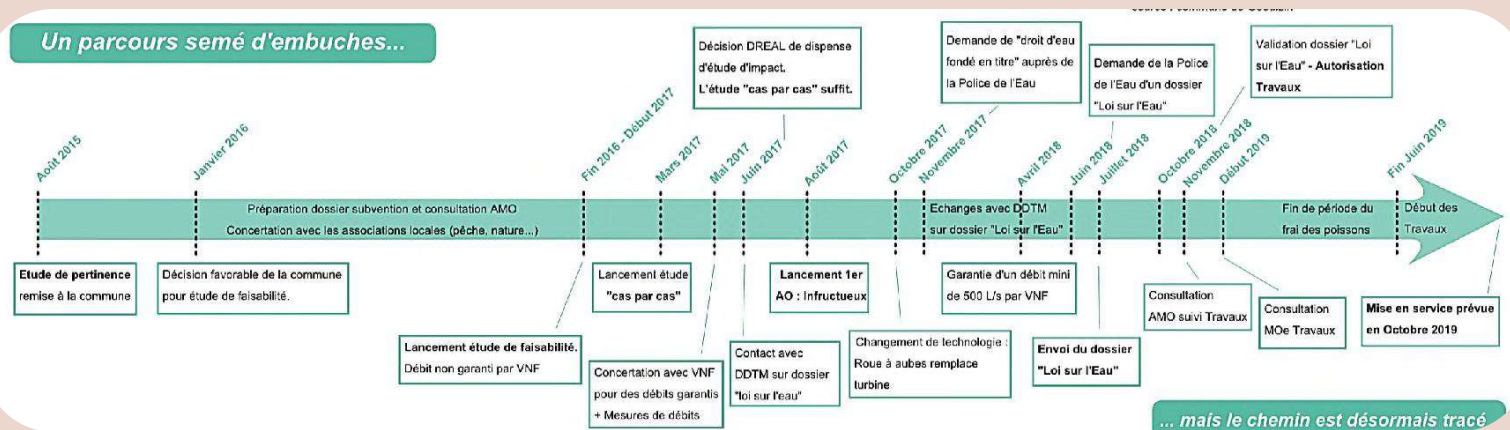 Un parcours semé d'embuches...
Décision DREAL de dispense
d'étude d'impact.
L'étude "cas par cas" suffit.
Demande de "droit d'eau
fondé en titre" auprès de
la Police de l'Eau
Demande de la Police
de l'Eau d'un dossier
"Loi sur l'Eau"
Validation dossier "Loi
sur l'Eau" - Autorisation
Travaux
Août 2015
Janvier 2016
Fin 2016 - Début 2017
Mars 2017
Mai 2017
Juin 2017
Août 2017
Octobre 2017
Novembre 2017
Avril 2018
Juin 2018
Juillet 2018
Octobre 2018
Novembre 2018
Début 2019
Fin Juin 2019
Préparation dossier subvention et consultation AMO
Concertation avec les associations locales (pêche, nature...)
Echanges avec DDTM
sur dossier "Loi sur l'Eau"
Fin de période du
frai des poissons
Début des
Travaux
Etude de pertinence
remise à la commune
Décision favorable de la commune
pour étude de faisabilité.
Lancement étude de faisabilité.
Débit non garanti par VNF
Lancement étude
"cas par cas"
Concertation avec VNF
pour des débits garantis
+ Mesures de débits
Contact avec
DDTM sur dossier
"loi sur l'eau"
Lancement 1er
AO : Infructueux
Changement de technologie :
Roue à aubes remplace
turbine
Garantie d'un débit mini
de 500 L/s par VNF
Envoi du dossier
"Loi sur l'Eau"
Consultation
AMO suivi Travaux
Consultation
MOe Travaux
Mise en service prévue
en Octobre 2019
... mais le chemin est désormais tracé